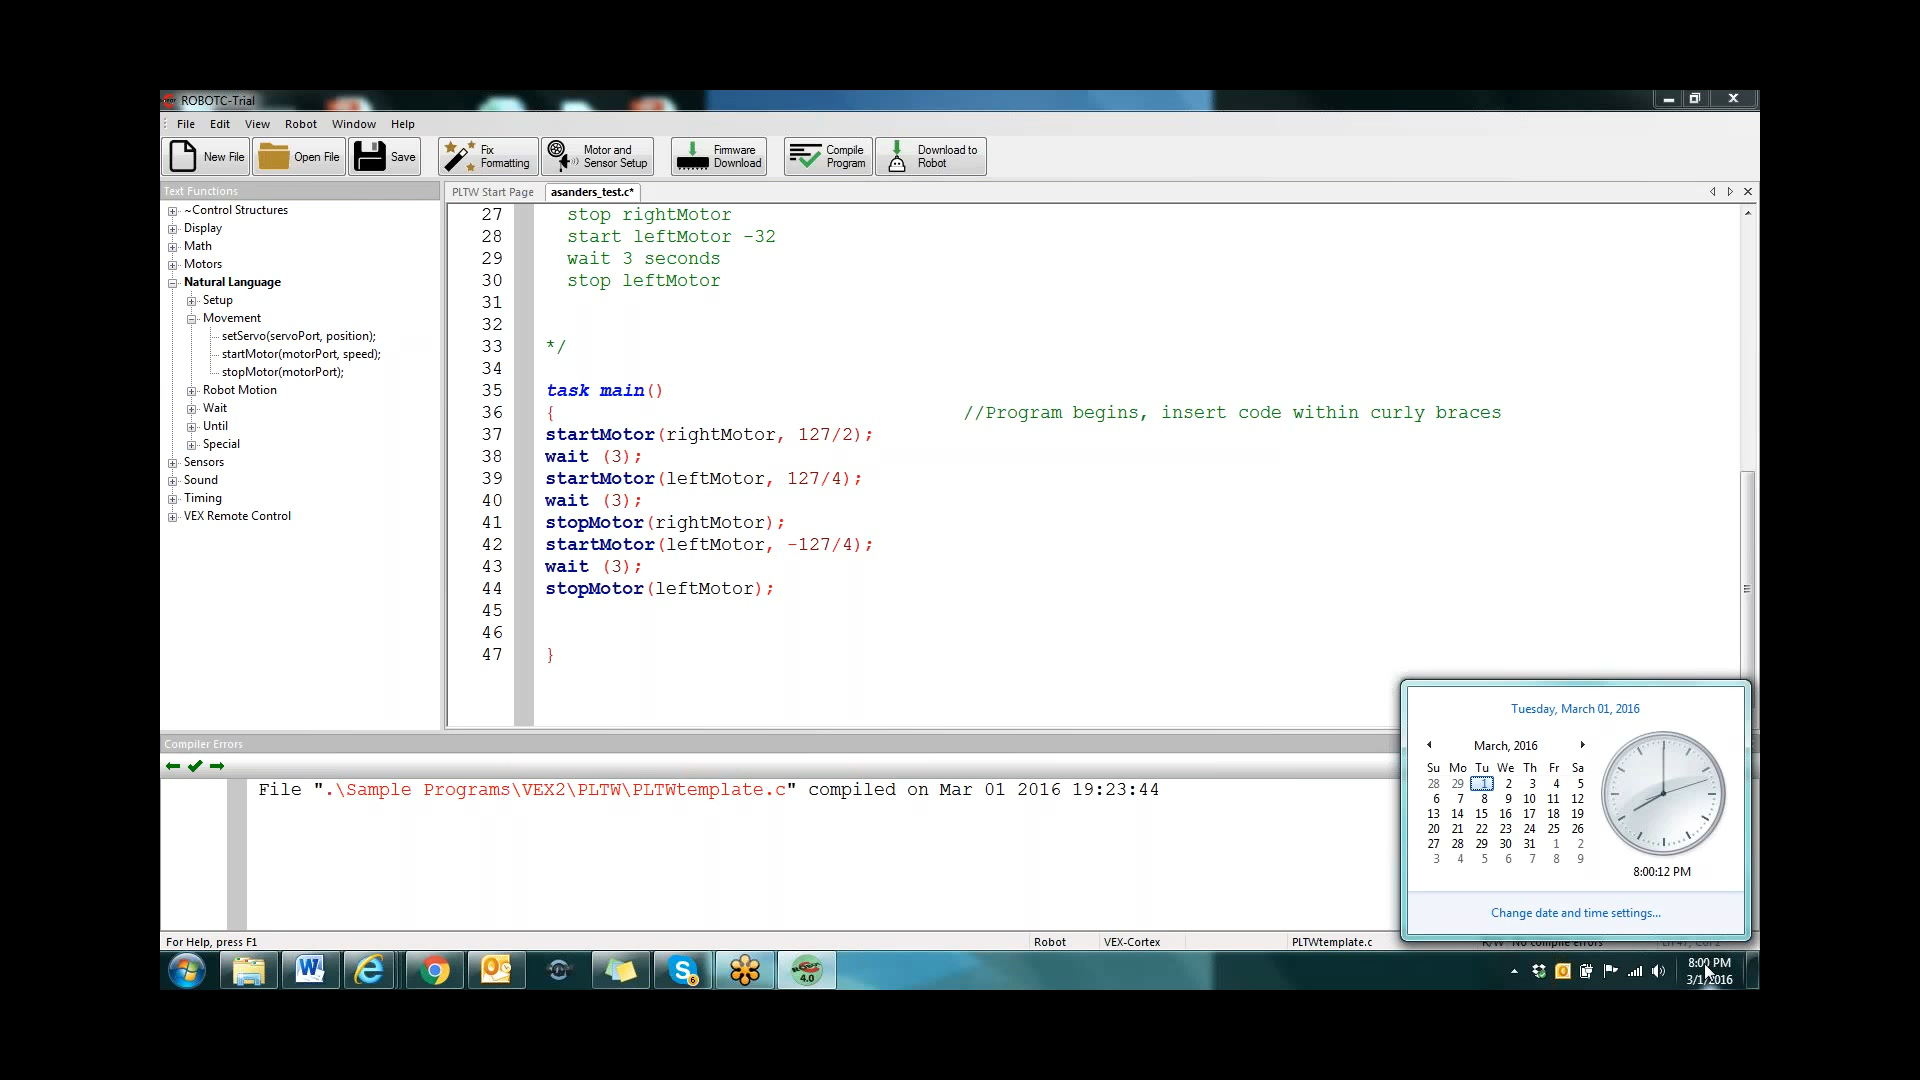 ROBOTC-Trial
File Edit View Robot Window Help
New File Open File Save Fix Formatting Motor and Sensor Setup Firmware Download Compile Program Download to Robot
Text Functions
~Control Structures
Display
Math
Motors
Natural Language
Setup
Movement
setServo(servoPort, position);
startMotor(motorPort, speed);
stopMotor(motorPort);
Robot Motion
Wait
Until
Special
Sensors
Sound
Timing
VEX Remote Control
PLTW Start Page asanders_test.c*
27 stop rightMotor
28 start leftMotor -32
29 wait 3 seconds
30 stop leftMotor
31
32
33 */
34
35 task main()
36 { //Program begins, insert code within curly braces
37 startMotor(rightMotor, 127/2);
38 wait (3);
39 startMotor(leftMotor, 127/4);
40 wait (3);
41 stopMotor(rightMotor);
42 startMotor(leftMotor, -127/4);
43 wait (3);
44 stopMotor(leftMotor);
45
46
47 }
Compiler Errors
File ".\Sample Programs\VEX2\PLTW\PLTWtemplate.c" compiled on Mar 01 2016 19:23:44
Tuesday, March 01, 2016
March, 2016
Su Mo Tu We Th Fr Sa
28 29 1 2 3 4 5
6 7 8 9 10 11 12
13 14 15 16 17 18 19
20 21 22 23 24 25 26
27 28 29 30 31 1 2
3 4 5 6 7 8 9
8:00:12 PM
Change date and time settings...
For Help, press F1 Robot VEX-Cortex PLTWtemplate.c R/W No compile errors
8:00 PM
3/1/2016